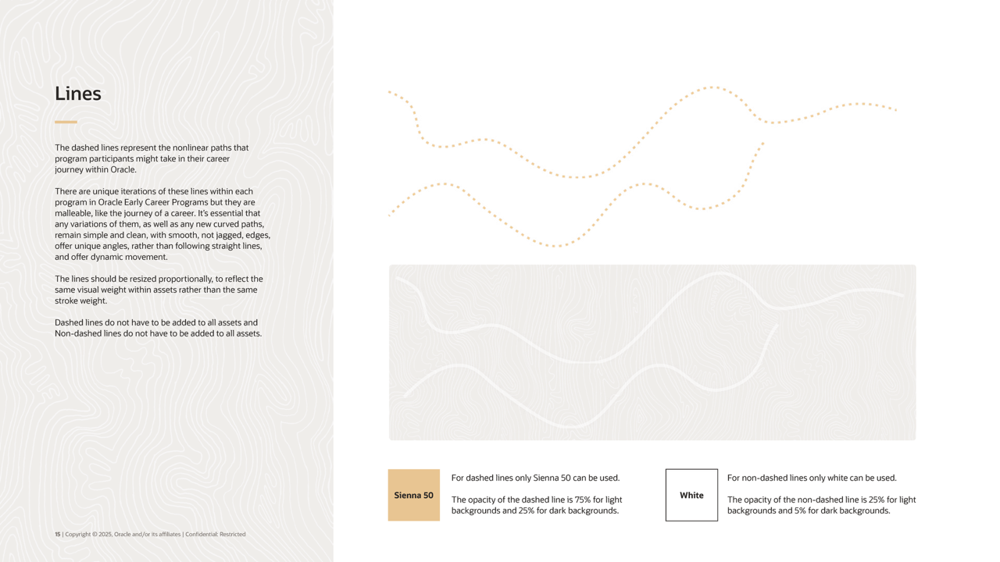 Lines
The dashed lines represent the nonlinear paths that
program participants might take in their career
journey within Oracle.
There are unique iterations of these lines within each
program in Oracle Early Career Programs but they are
malleable, like the journey of a career. It's essential that
any variations of them, as well as any new curved paths,
remain simple and clean, with smooth, not jagged, edges,
offer unique angles, rather than following straight lines,
and offer dynamic movement.
The lines should be resized proportionally, to reflect the
same visual weight within assets rather than the same
stroke weight.
Dashed lines do not have to be added to all assets and
Non-dashed lines do not have to be added to all assets.
Sienna 50
For dashed lines only Sienna 50 can be used.
The opacity of the dashed line is 75% for light
backgrounds and 25% for dark backgrounds.
White
For non-dashed lines only white can be used.
The opacity of the non-dashed line is 25% for light
backgrounds and 5% for dark backgrounds.
15 | Copyright © 2025, Oracle and/or its affiliates | Confidential: Restricted